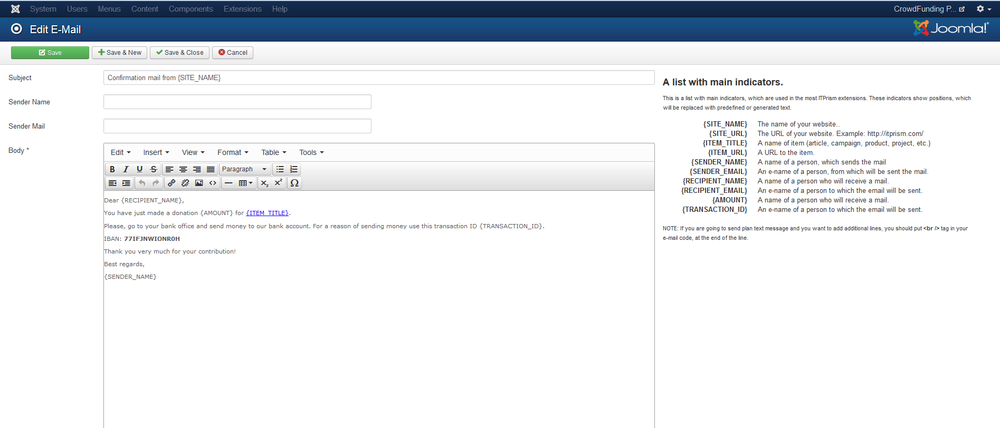 System Users Menus Content Components Extensions Help CrowdFunding P...
Edit E-Mail Joomla!®
Save Save & New Save & Close Cancel
Subject Confirmation mail from {SITE_NAME}
Sender Name
Sender Mail
Body *
Edit Insert View Format Table Tools
B I U S Paragraph
Dear {RECIPIENT_NAME},
You have just made a donation {AMOUNT} for {ITEM_TITLE}.
Please, go to your bank office and send money to our bank account. For a reason of sending money use this transaction ID {TRANSACTION_ID}.
IBAN: 77IFJNWIONR0H
Thank you very much for your contribution!
Best regards,
{SENDER_NAME}
A list with main indicators.
This is a list with main indicators, which are used in the most ITPrism extensions. These indicators show positions, which
will be replaced with predefined or generated text.
{SITE_NAME} The name of your website..
{SITE_URL} The URL of your website. Example: http://itprism.com/
{ITEM_TITLE} A name of item (article, campaign, product, project, etc.)
{ITEM_URL} A URL to the item.
{SENDER_NAME} A name of a person, which sends the mail
{SENDER_EMAIL} An e-name of a person, from which will be sent the mail.
{RECIPIENT_NAME} A name of a person who will receive a mail.
{RECIPIENT_EMAIL} An e-name of a person to which the email will be sent.
{AMOUNT} A name of a person who will receive a mail.
{TRANSACTION_ID} An e-name of a person to which the email will be sent.
NOTE: If you are going to send plan text message and you want to add additional lines, you should put <br /> tag in your
e-mail code, at the end of the line.